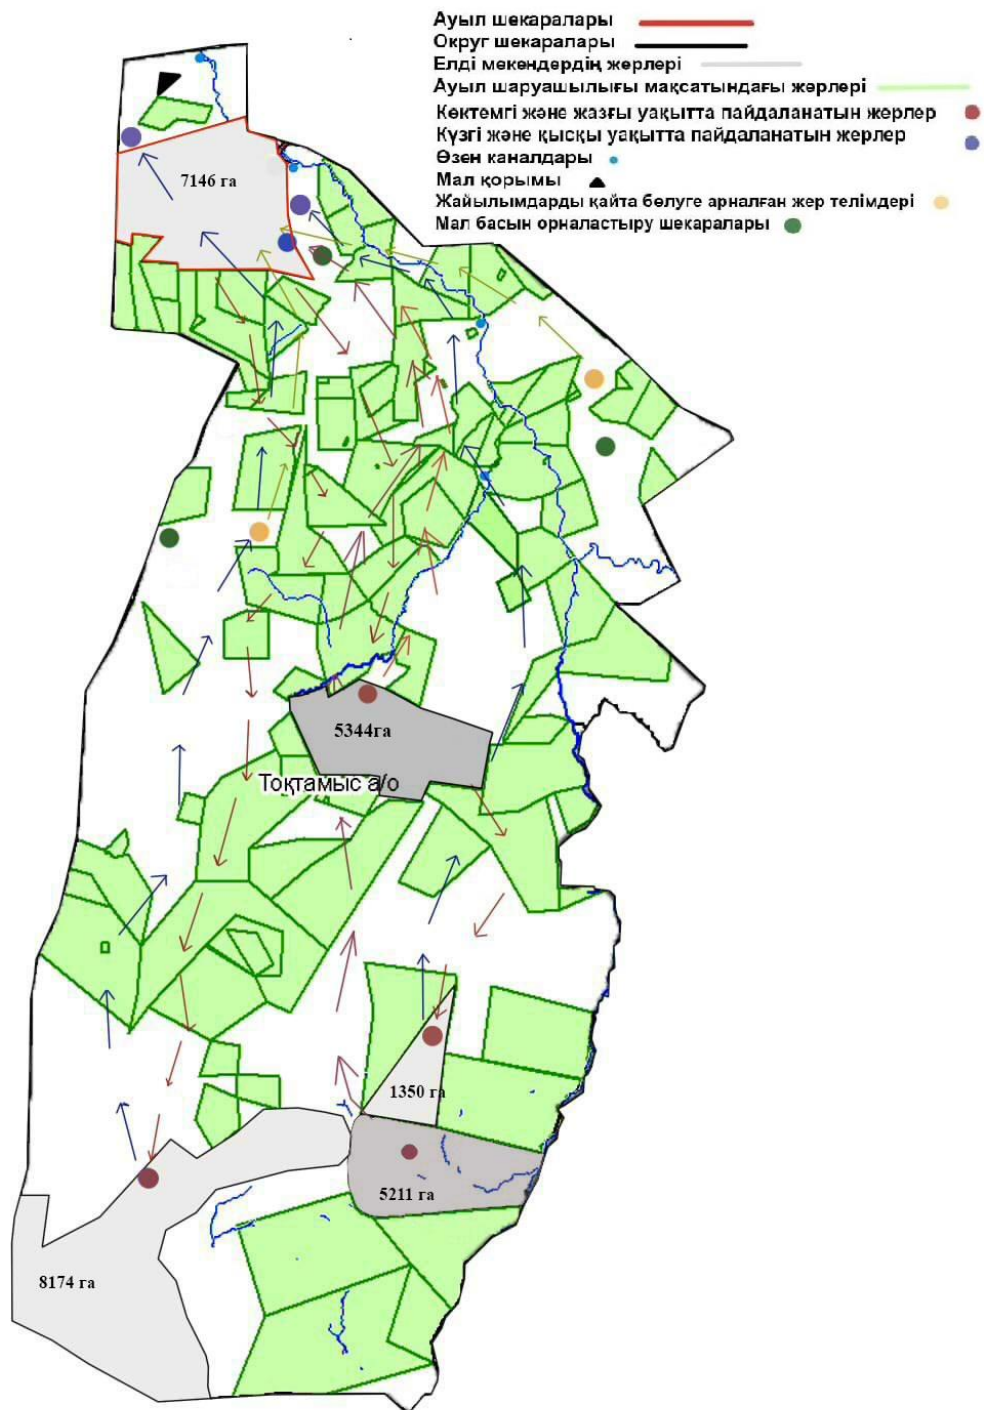 Ауыл шекаралары
Округ шекаралары
Елді мекендердің жерлері
Ауыл шаруашылығы мақсатындағы жәрлері
Көктемгі және жазғы уақытта пайдаланатын жерлер
Күзгі және қысқы уақытта пайдаланатын жерлер
Өзен каналдары
Мал қорымы
Жайылымдарды қайта бөлуге арналған жер телімдері
Мал басын орналастыру шекаралары
7146 га
5344га
Тоқтамыс а/о
1350 га
5211 га
8174 га